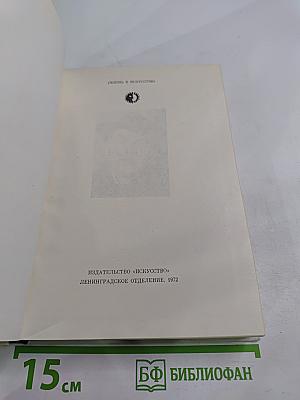 ЖИЗНЬ В ИСКУССТВЕ
ИЗДАТЕЛЬСТВО «ИСКУССТВО»
ЛЕНИНГРАДСКОЕ ОТДЕЛЕНИЕ, 1972
15 см
БФ БИБЛИОФАН